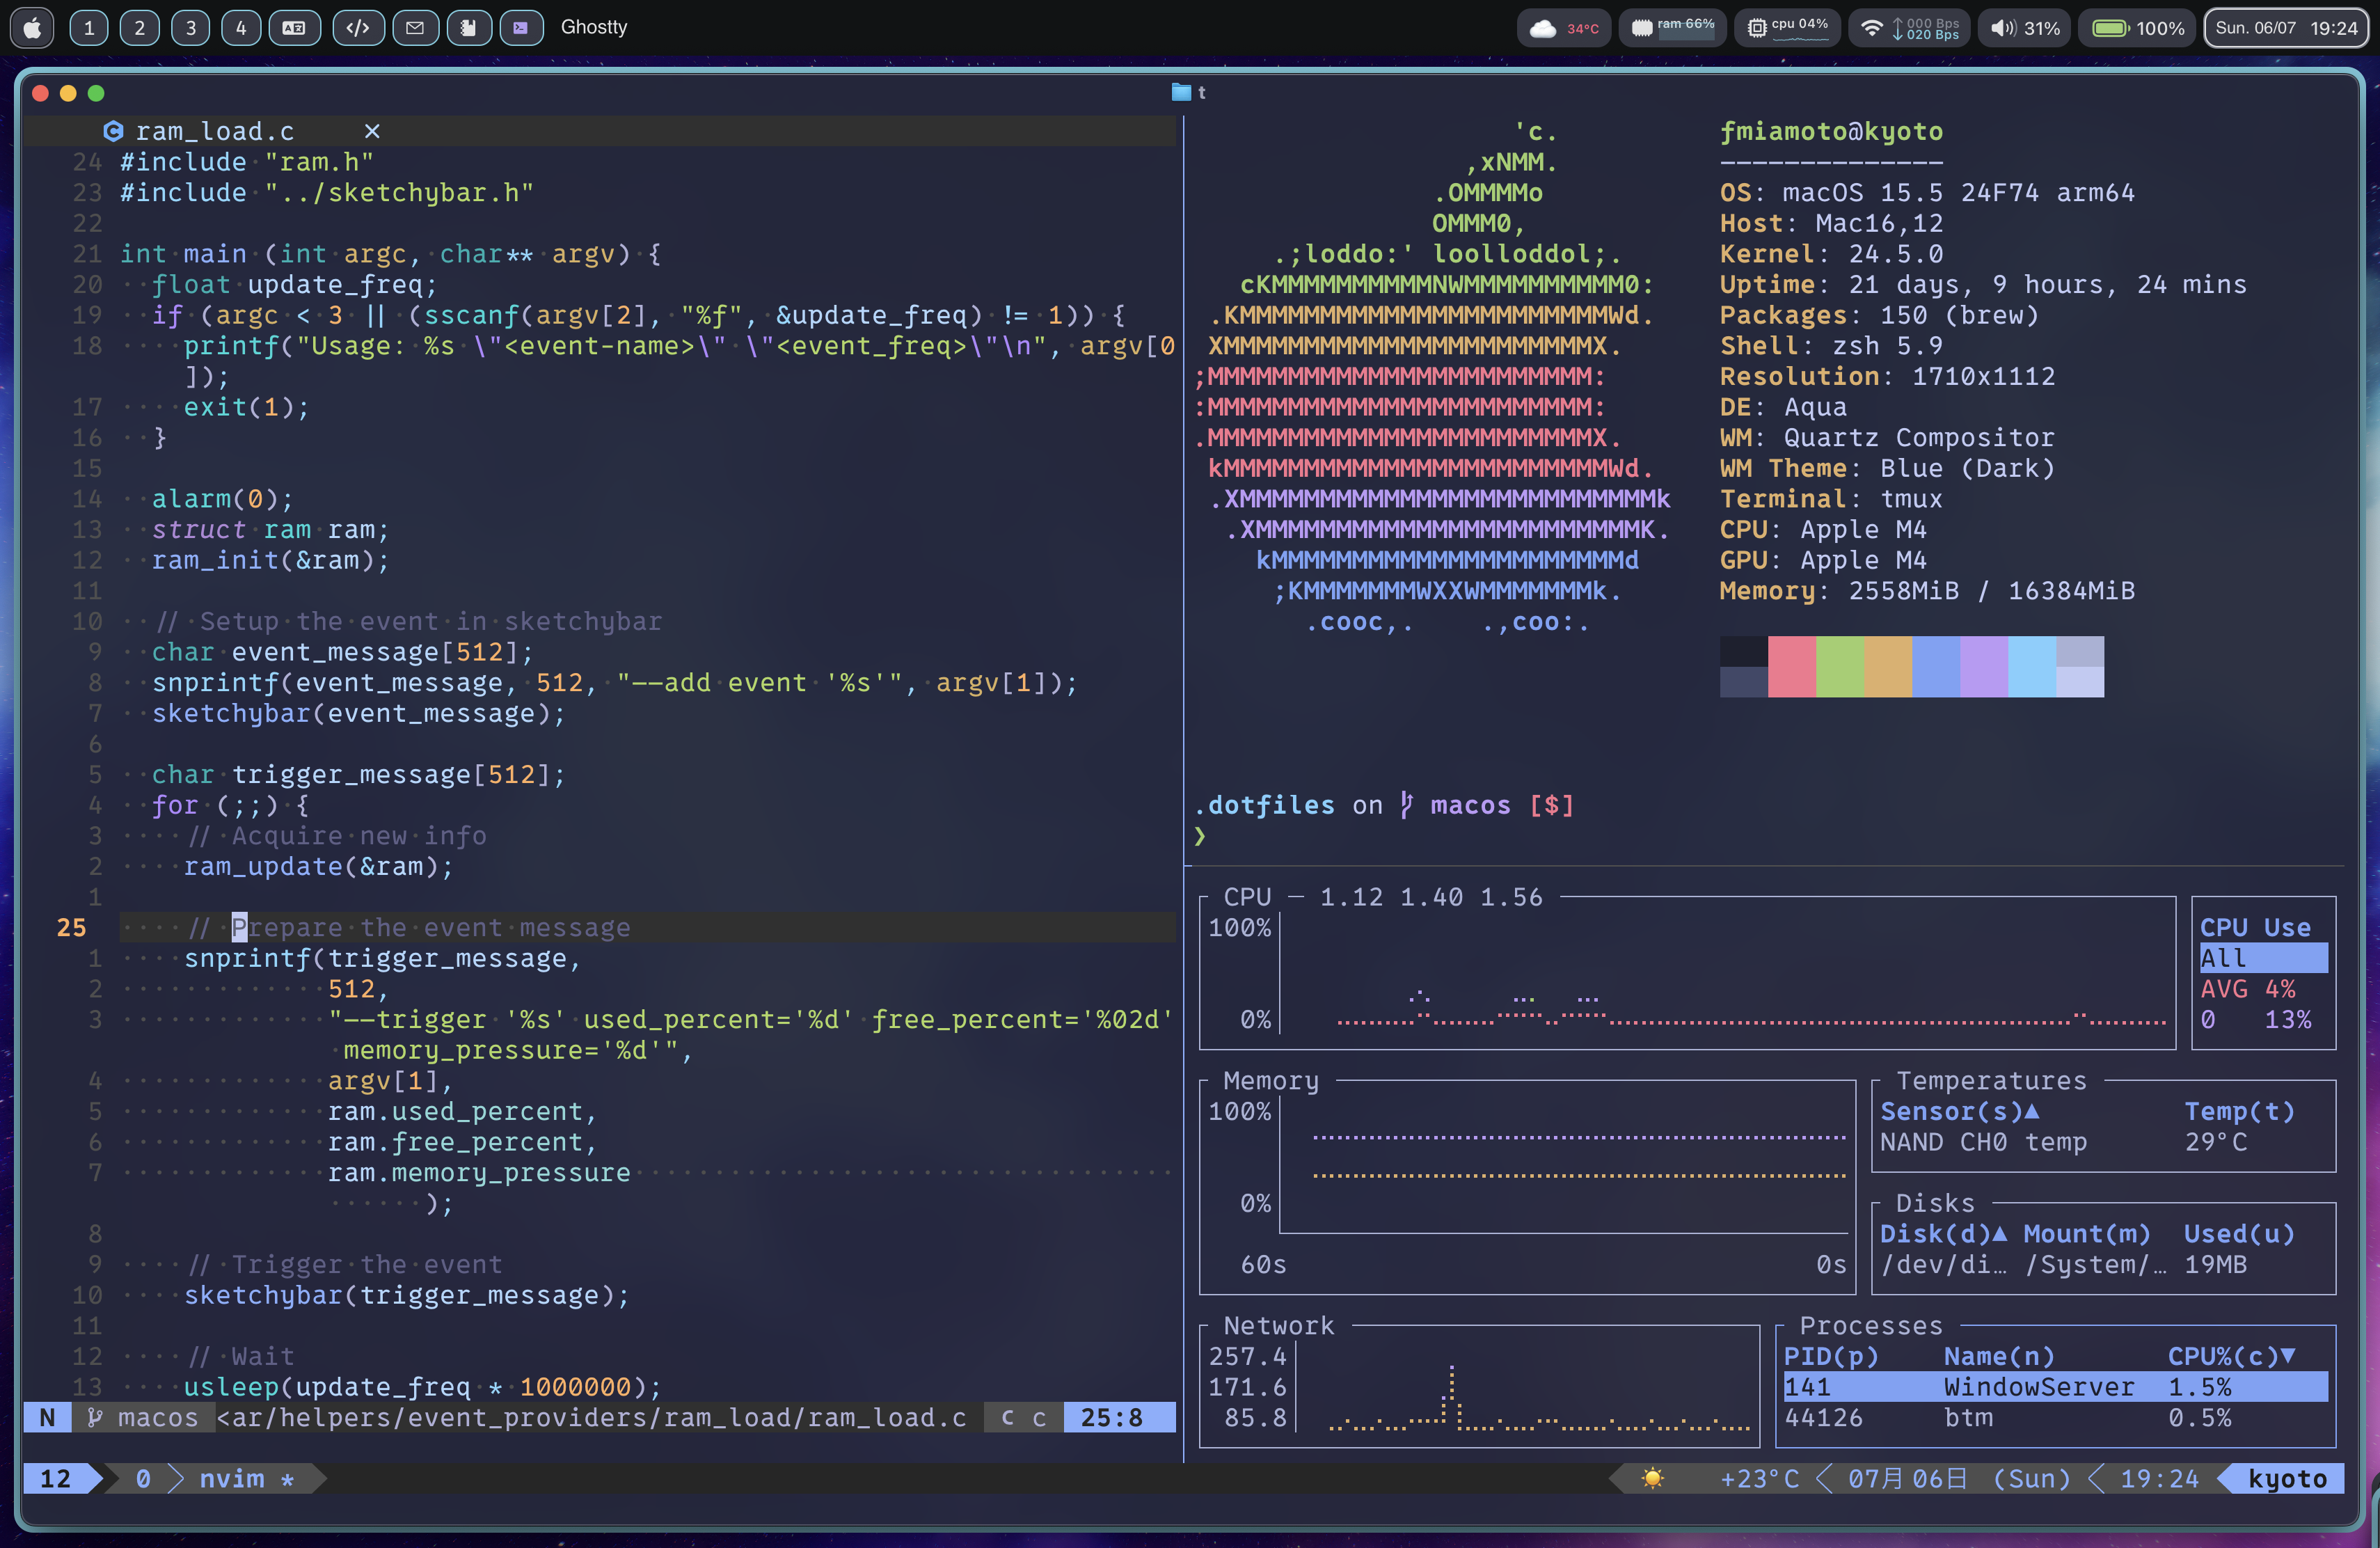 1 2 3 4 Ghostty 34°C ram 66% cpu 04% 000 Bps 020 Bps 31% 100% Sun. 06/07 19:24
t
ram_load.c ×
24 #include "ram.h"
23 #include "../sketchybar.h"
22
21 int main (int argc, char** argv) {
20 float update_freq;
19 if (argc < 3 || (sscanf(argv[2], "%f", &update_freq) != 1)) {
18 printf("Usage: %s \"<event-name>\" \"<event_freq>\"\n", argv[0
]);
17 exit(1);
16 }
15
14 alarm(0);
13 struct ram ram;
12 ram_init(&ram);
11
10 // Setup the event in sketchybar
9 char event_message[512];
8 snprintf(event_message, 512, "--add event '%s'", argv[1]);
7 sketchybar(event_message);
6
5 char trigger_message[512];
4 for (;;) {
3 // Acquire new info
2 ram_update(&ram);
1
25 // Prepare the event message
1 snprintf(trigger_message,
2 512,
3 "--trigger '%s' used_percent='%d' free_percent='%02d'
memory_pressure='%d'",
4 argv[1],
5 ram.used_percent,
6 ram.free_percent,
7 ram.memory_pressure
);
8
9 // Trigger the event
10 sketchybar(trigger_message);
11
12 // Wait
13 usleep(update_freq * 1000000);
N macos <ar/helpers/event_providers/ram_load/ram_load.c C c 25:8
'c.
,xNMM.
.OMMMMo
OMMM0,
.;loddo:' loolloddol;.
cKMMMMMMMMMMNWMMMMMMMMMM0:
.KMMMMMMMMMMMMMMMMMMMMMMMWd.
XMMMMMMMMMMMMMMMMMMMMMMMX.
;MMMMMMMMMMMMMMMMMMMMMMMM:
:MMMMMMMMMMMMMMMMMMMMMMMM:
.MMMMMMMMMMMMMMMMMMMMMMMMX.
kMMMMMMMMMMMMMMMMMMMMMMMMWd.
.XMMMMMMMMMMMMMMMMMMMMMMMMMMk
.XMMMMMMMMMMMMMMMMMMMMMMMMK.
kMMMMMMMMMMMMMMMMMMMMMMd
;KMMMMMMMWXXWMMMMMMMk.
.cooc,. .,coo:.
fmiamoto@kyoto
--------------
OS: macOS 15.5 24F74 arm64
Host: Mac16,12
Kernel: 24.5.0
Uptime: 21 days, 9 hours, 24 mins
Packages: 150 (brew)
Shell: zsh 5.9
Resolution: 1710x1112
DE: Aqua
WM: Quartz Compositor
WM Theme: Blue (Dark)
Terminal: tmux
CPU: Apple M4
GPU: Apple M4
Memory: 2558MiB / 16384MiB
.dotfiles on macos [$]
❯
CPU — 1.12 1.40 1.56
100%
0%
CPU Use
All
AVG 4%
0 13%
Memory
100%
0%
60s 0s
Temperatures
Sensor(s)▲ Temp(t)
NAND CH0 temp 29°C
Disks
Disk(d)▲ Mount(m) Used(u)
/dev/di… /System/… 19MB
Network
257.4
171.6
85.8
Processes
PID(p) Name(n) CPU%(c)▼
141 WindowServer 1.5%
44126 btm 0.5%
12 0 nvim * +23°C 07月06日 (Sun) 19:24 kyoto